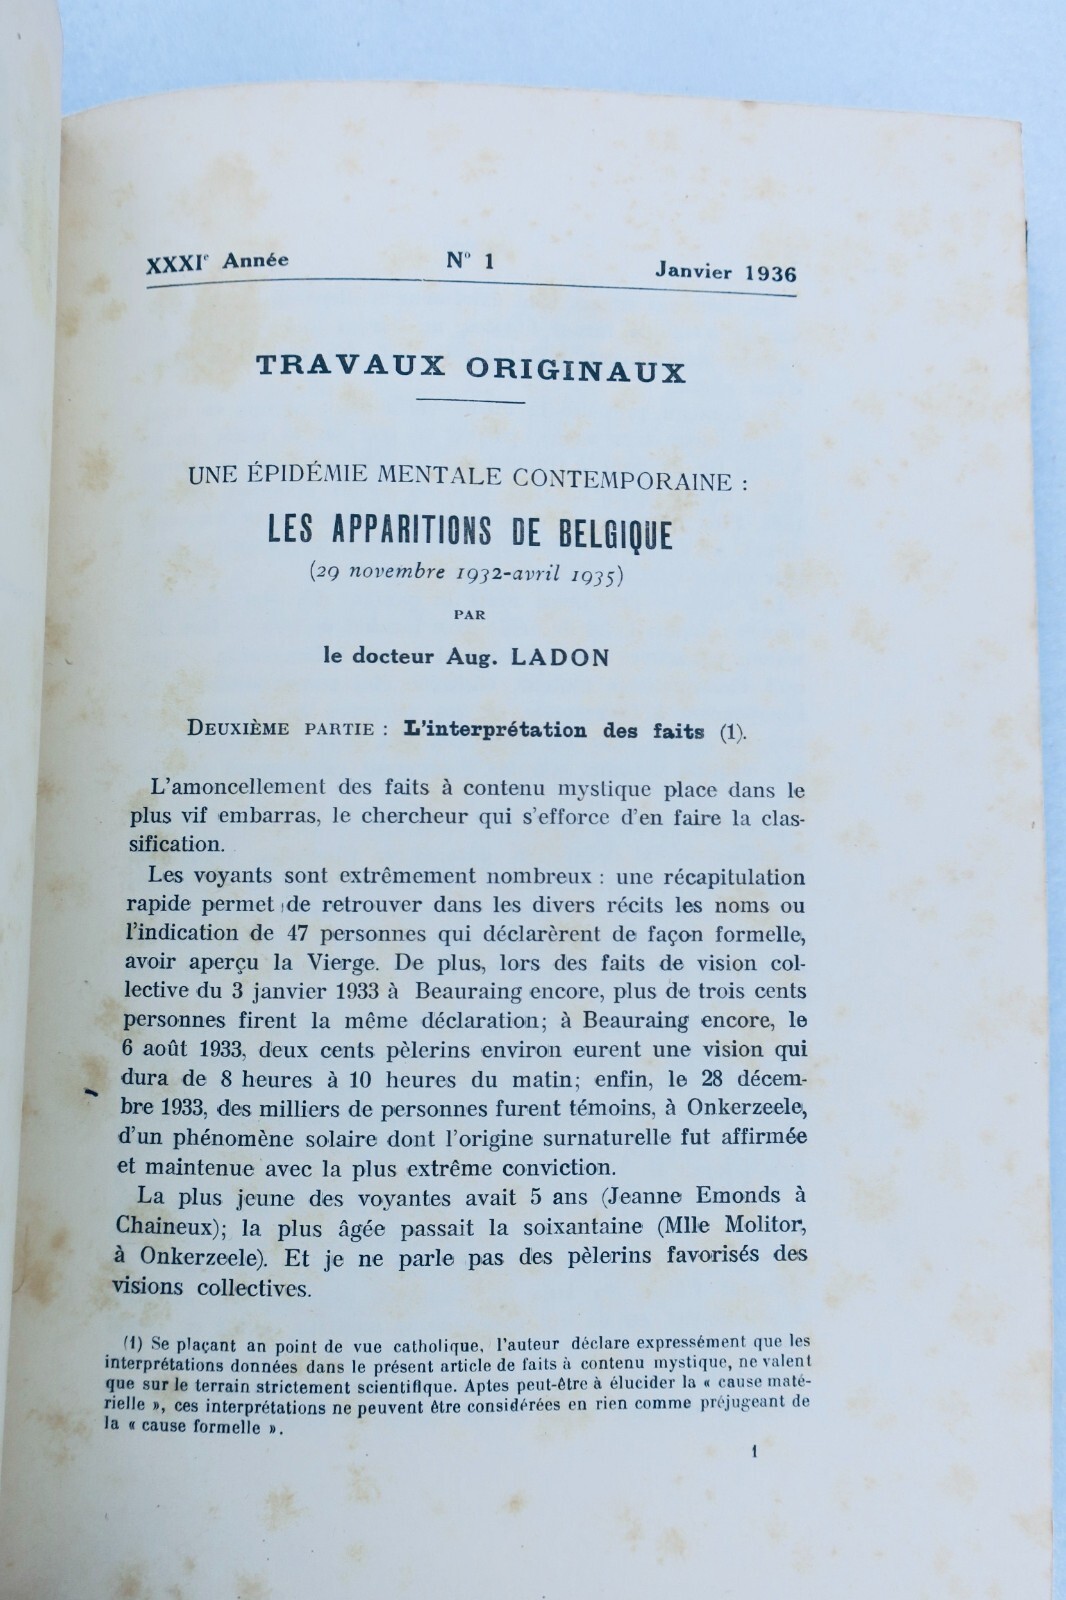 XXXIᵉ Année Nº 1 Janvier 1936
TRAVAUX ORIGINAUX
UNE ÉPIDÉMIE MENTALE CONTEMPORAINE :
LES APPARITIONS DE BELGIQUE
(29 novembre 1932-avril 1935)
PAR
le docteur Aug. LADON
DEUXIÈME PARTIE : L'interprétation des faits (1).
L'amoncellement des faits à contenu mystique place dans le
plus vif embarras, le chercheur qui s'efforce d'en faire la clas-
sification.
Les voyants sont extrêmement nombreux : une récapitulation
rapide permet de retrouver dans les divers récits les noms ou
l'indication de 47 personnes qui déclarèrent de façon formelle,
avoir aperçu la Vierge. De plus, lors des faits de vision col-
lective du 3 janvier 1933 à Beauraing encore, plus de trois cents
personnes firent la même déclaration; à Beauraing encore, le
6 août 1933, deux cents pèlerins environ eurent une vision qui
dura de 8 heures à 10 heures du matin; enfin, le 28 décem-
bre 1933, des milliers de personnes furent témoins, à Onkerzeele,
d'un phénomène solaire dont l'origine surnaturelle fut affirmée
et maintenue avec la plus extrême conviction.
La plus jeune des voyantes avait 5 ans (Jeanne Emonds à
Chaineux); la plus âgée passait la soixantaine (Mlle Molitor,
à Onkerzeele). Et je ne parle pas des pèlerins favorisés des
visions collectives.
(1) Se plaçant an point de vue catholique, l'auteur déclare expressément que les
interprétations données dans le présent article de faits à contenu mystique, ne valent
que sur le terrain strictement scientifique. Aptes peut-être à élucider la « cause maté-
rielle », ces interprétations ne peuvent être considérées en rien comme préjugeant de
la « cause formelle ».
1